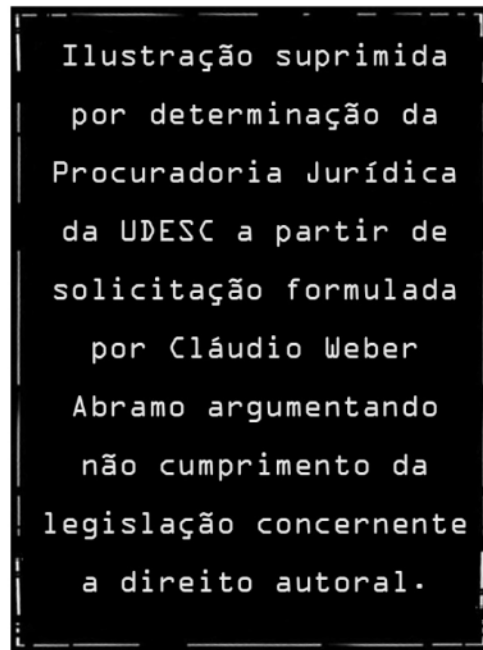 Ilustração suprimida
por determinação da
Procuradoria Jurídica
da UDESC a partir de
solicitação formulada
por Cláudio Weber
Abramo argumentando
não cumprimento da
legislação concernente
a direito autoral.